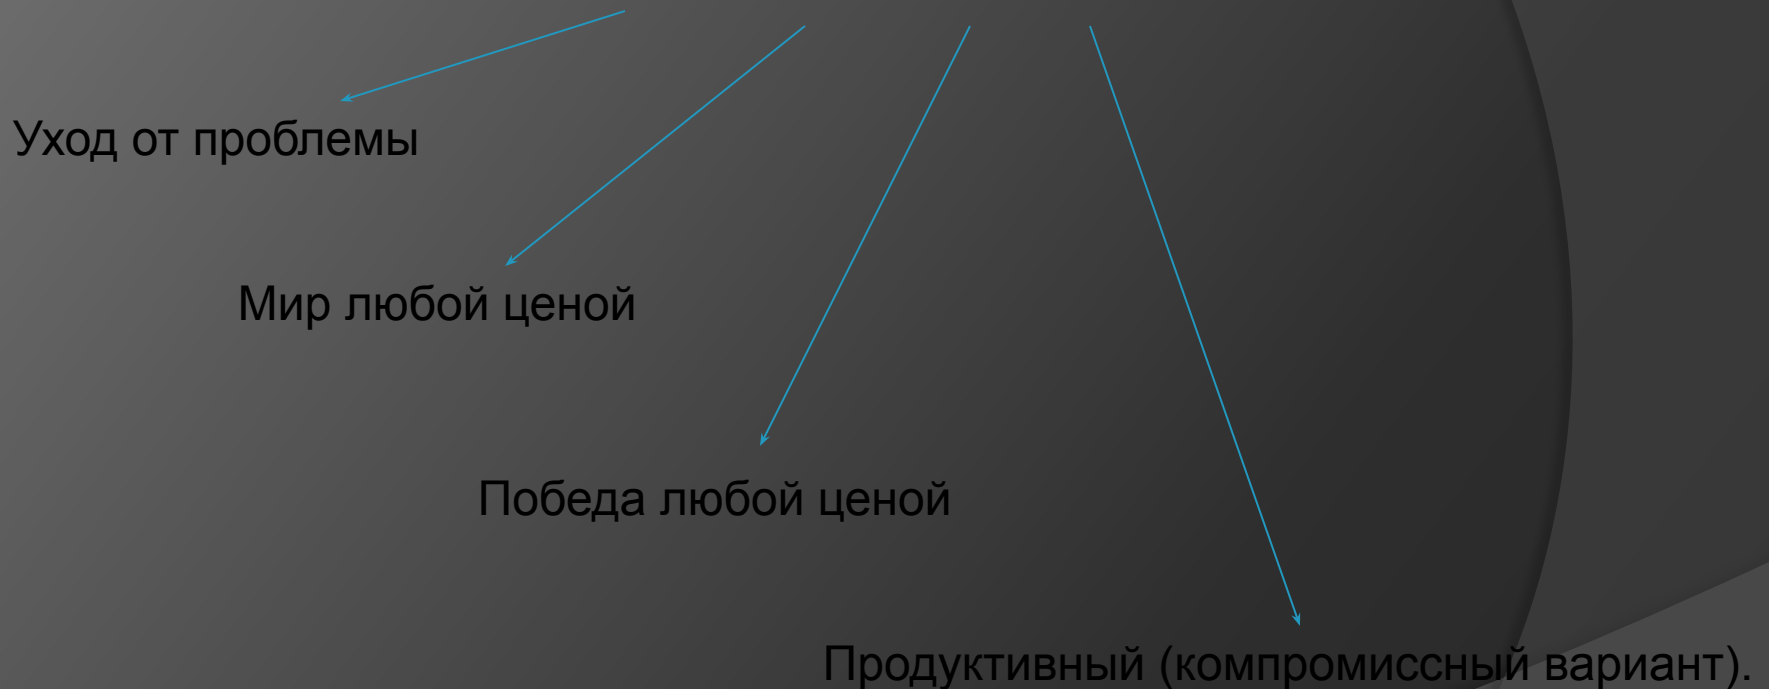 Уход от проблемы
Мир любой ценой
Победа любой ценой
Продуктивный (компромиссный вариант).